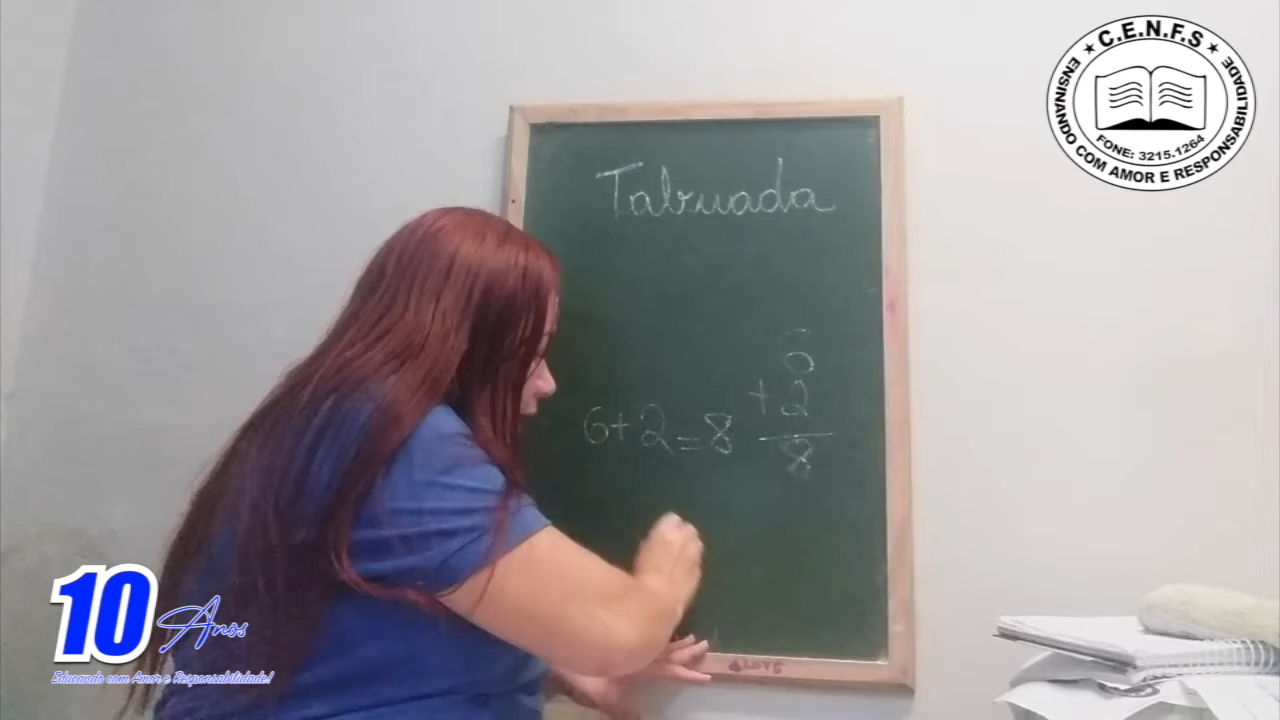 C.E.N.F.S
ENSINANDO COM AMOR E RESPONSABILIDADE
FONE: 3215.1264
Tabuada
6
+ 2
8
6+2=8
10 Anos
Educando com Amor e Responsabilidade!